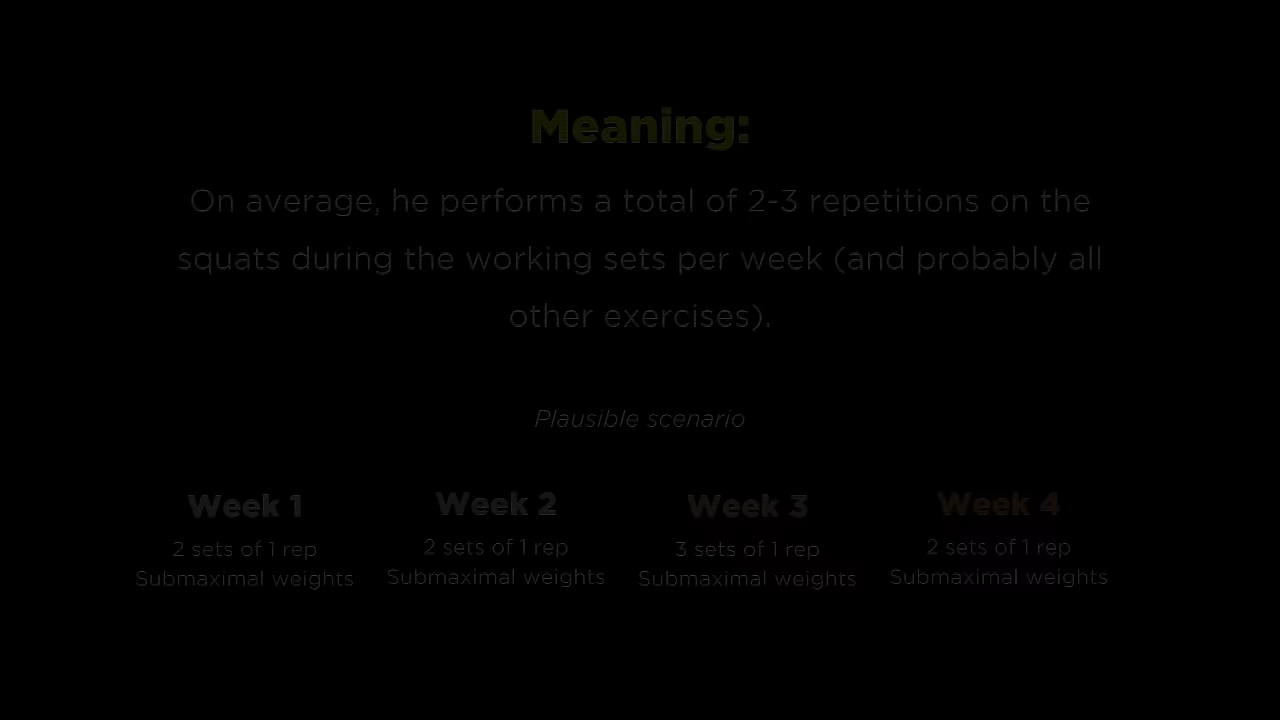 Meaning:
On average, he performs a total of 2-3 repetitions on the
squats during the working sets per week (and probably all
other exercises).
Plausible scenario
Week 1
2 sets of 1 rep
Submaximal weights
Week 2
2 sets of 1 rep
Submaximal weights
Week 3
3 sets of 1 rep
Submaximal weights
Week 4
2 sets of 1 rep
Submaximal weights